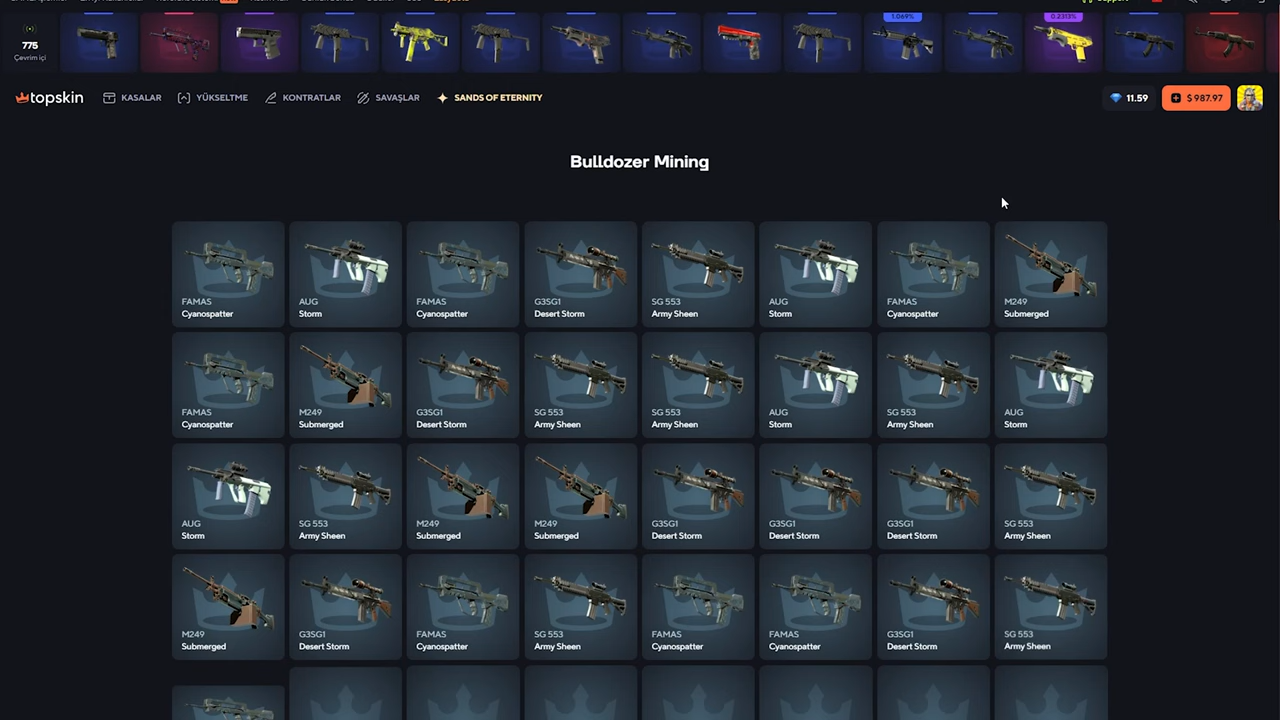 1.069%
0.2313%
775
Çevrim içi
topskin
KASALAR
YÜKSELTME
KONTRATLAR
SAVAŞLAR
SANDS OF ETERNITY
11.59
$ 987.97
Bulldozer Mining
FAMAS
Cyanospatter
AUG
Storm
FAMAS
Cyanospatter
G3SG1
Desert Storm
SG 553
Army Sheen
AUG
Storm
FAMAS
Cyanospatter
M249
Submerged
FAMAS
Cyanospatter
M249
Submerged
G3SG1
Desert Storm
SG 553
Army Sheen
SG 553
Army Sheen
AUG
Storm
SG 553
Army Sheen
AUG
Storm
AUG
Storm
SG 553
Army Sheen
M249
Submerged
M249
Submerged
G3SG1
Desert Storm
G3SG1
Desert Storm
G3SG1
Desert Storm
SG 553
Army Sheen
M249
Submerged
G3SG1
Desert Storm
FAMAS
Cyanospatter
SG 553
Army Sheen
FAMAS
Cyanospatter
FAMAS
Cyanospatter
G3SG1
Desert Storm
SG 553
Army Sheen